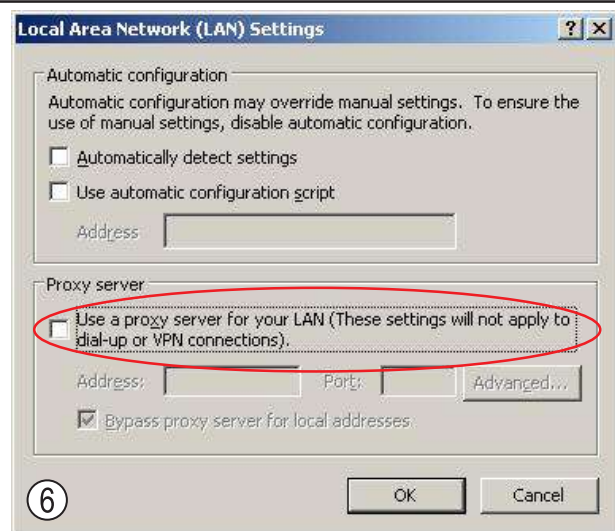 Local Area Network (LAN) Settings
Automatic configuration
Automatic configuration may override manual settings. To ensure the
use of manual settings, disable automatic configuration.
Automatically detect settings
Use automatic configuration script
Address
Proxy server
Use a proxy server for your LAN (These settings will not apply to
dial-up or VPN connections).
Address: Port: Advanced...
Bypass proxy server for local addresses
⑥ OK Cancel